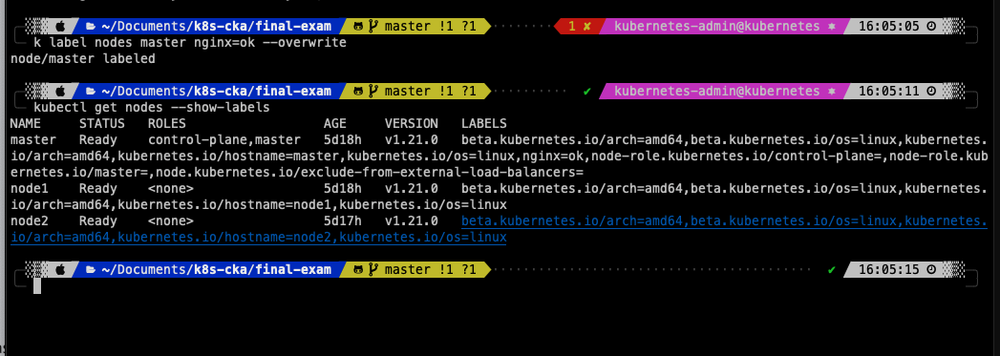 ~/Documents/k8s-cka/final-exam master !1 ?1 1 ✘ kubernetes-admin@kubernetes ⎈ 16:05:05
k label nodes master nginx=ok --overwrite
node/master labeled
~/Documents/k8s-cka/final-exam master !1 ?1 ✔ kubernetes-admin@kubernetes ⎈ 16:05:11
kubectl get nodes --show-labels
NAME STATUS ROLES AGE VERSION LABELS
master Ready control-plane,master 5d18h v1.21.0 beta.kubernetes.io/arch=amd64,beta.kubernetes.io/os=linux,kubernetes.
io/arch=amd64,kubernetes.io/hostname=master,kubernetes.io/os=linux,nginx=ok,node-role.kubernetes.io/control-plane=,node-role.kub
ernetes.io/master=,node.kubernetes.io/exclude-from-external-load-balancers=
node1 Ready <none> 5d18h v1.21.0 beta.kubernetes.io/arch=amd64,beta.kubernetes.io/os=linux,kubernetes.
io/arch=amd64,kubernetes.io/hostname=node1,kubernetes.io/os=linux
node2 Ready <none> 5d17h v1.21.0 beta.kubernetes.io/arch=amd64,beta.kubernetes.io/os=linux,kubernetes.
io/arch=amd64,kubernetes.io/hostname=node2,kubernetes.io/os=linux
~/Documents/k8s-cka/final-exam master !1 ?1 ✔ 16:05:15